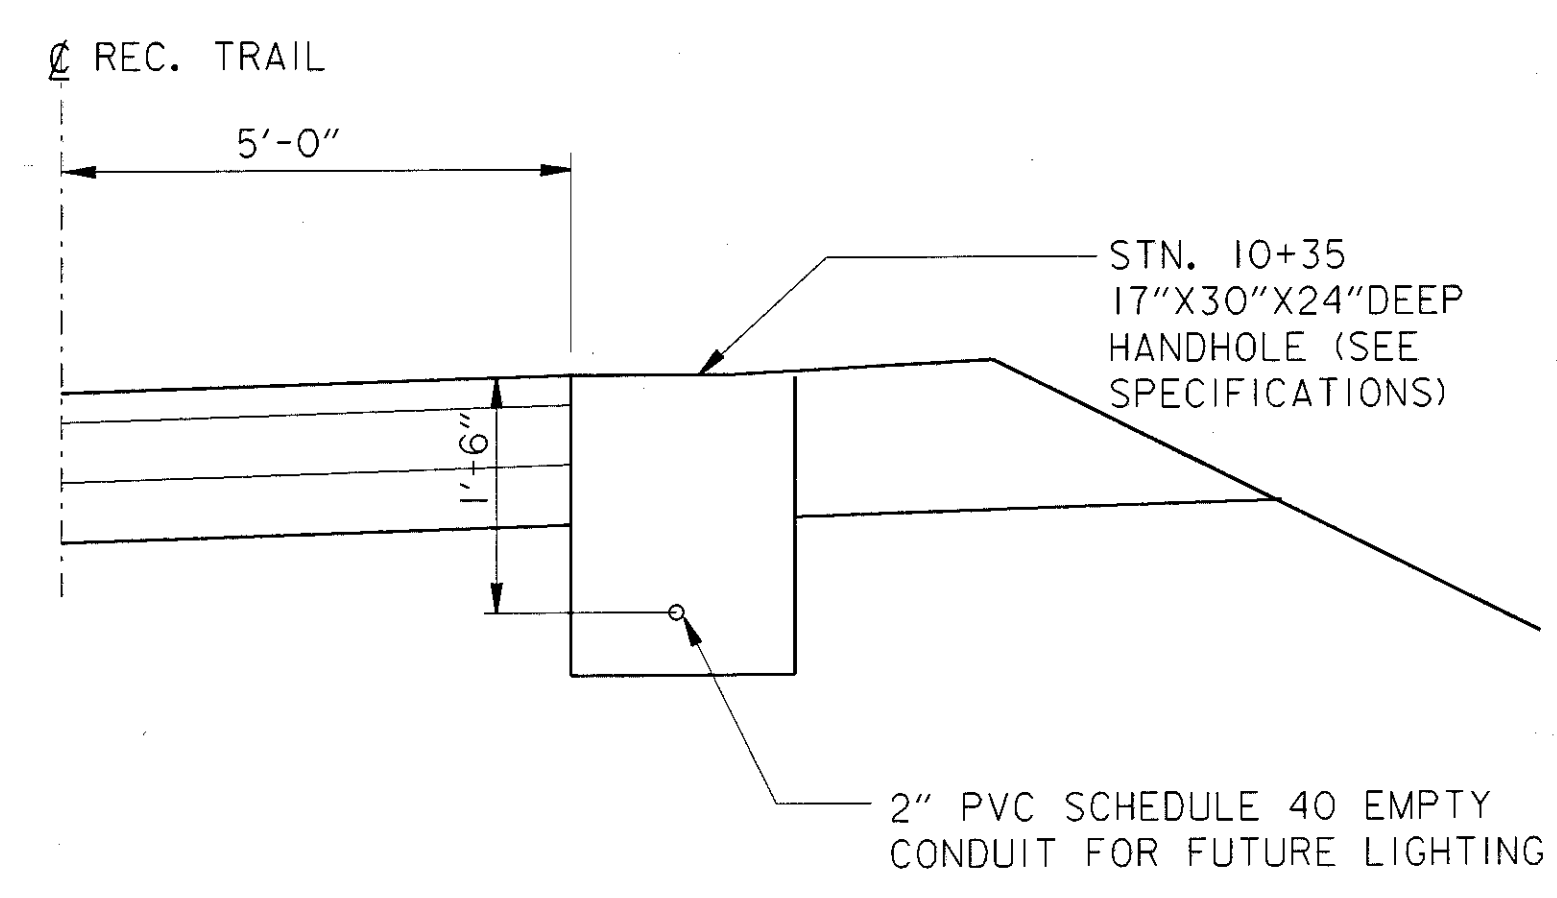 ℄ REC. TRAIL
5'-0"
STN. 10+35
17"X30"X24"DEEP
HANDHOLE (SEE
SPECIFICATIONS)
1'-6"
2" PVC SCHEDULE 40 EMPTY
CONDUIT FOR FUTURE LIGHTING